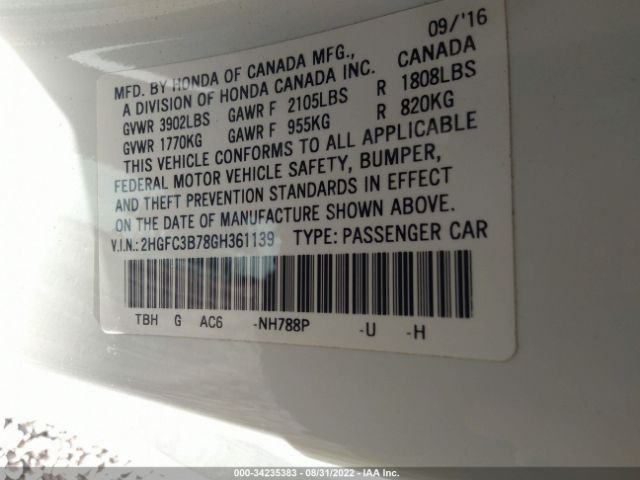 09/'16
MFD. BY HONDA OF CANADA MFG., CANADA
A DIVISION OF HONDA CANADA INC.
GVWR 3902LBS GAWR F 2105LBS R 1808LBS
GVWR 1770KG GAWR F 955KG R 820KG
THIS VEHICLE CONFORMS TO ALL APPLICABLE
FEDERAL MOTOR VEHICLE SAFETY, BUMPER,
AND THEFT PREVENTION STANDARDS IN EFFECT
ON THE DATE OF MANUFACTURE SHOWN ABOVE.
V.I.N.: 2HGFC3B78GH361139 TYPE: PASSENGER CAR
TBH G AC6 -NH788P -U -H
000-34235383 - 08/31/2022 - IAA Inc.